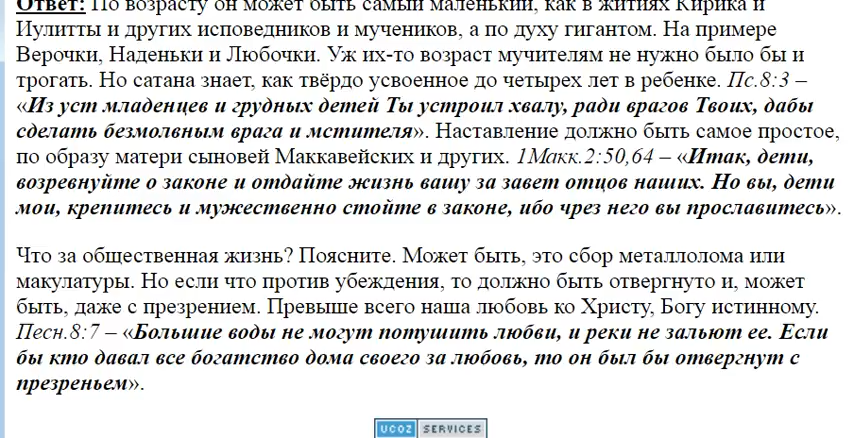 Ответ: По возрасту он может быть самый маленький, как в житиях Кирика и
Иулитты и других исповедников и мучеников, а по духу гигантом. На примере
Верочки, Наденьки и Любочки. Уж их-то возраст мучителям не нужно было бы и
трогать. Но сатана знает, как твёрдо усвоенное до четырех лет в ребенке. Пс.8:3 –
«Из уст младенцев и грудных детей Ты устроил хвалу, ради врагов Твоих, дабы
сделать безмолвным врага и мстителя». Наставление должно быть самое простое,
по образу матери сыновей Маккавейских и других. 1Макк.2:50,64 – «Итак, дети,
возревнуйте о законе и отдайте жизнь вашу за завет отцов наших. Но вы, дети
мои, крепитесь и мужественно стойте в законе, ибо чрез него вы прославитесь».
Что за общественная жизнь? Поясните. Может быть, это сбор металлолома или
макулатуры. Но если что против убеждения, то должно быть отвергнуто и, может
быть, даже с презрением. Превыше всего наша любовь ко Христу, Богу истинному.
Песн.8:7 – «Большие воды не могут потушить любви, и реки не зальют ее. Если
бы кто давал все богатство дома своего за любовь, то он был бы отвергнут с
презреньем».
UCOZ SERVICES